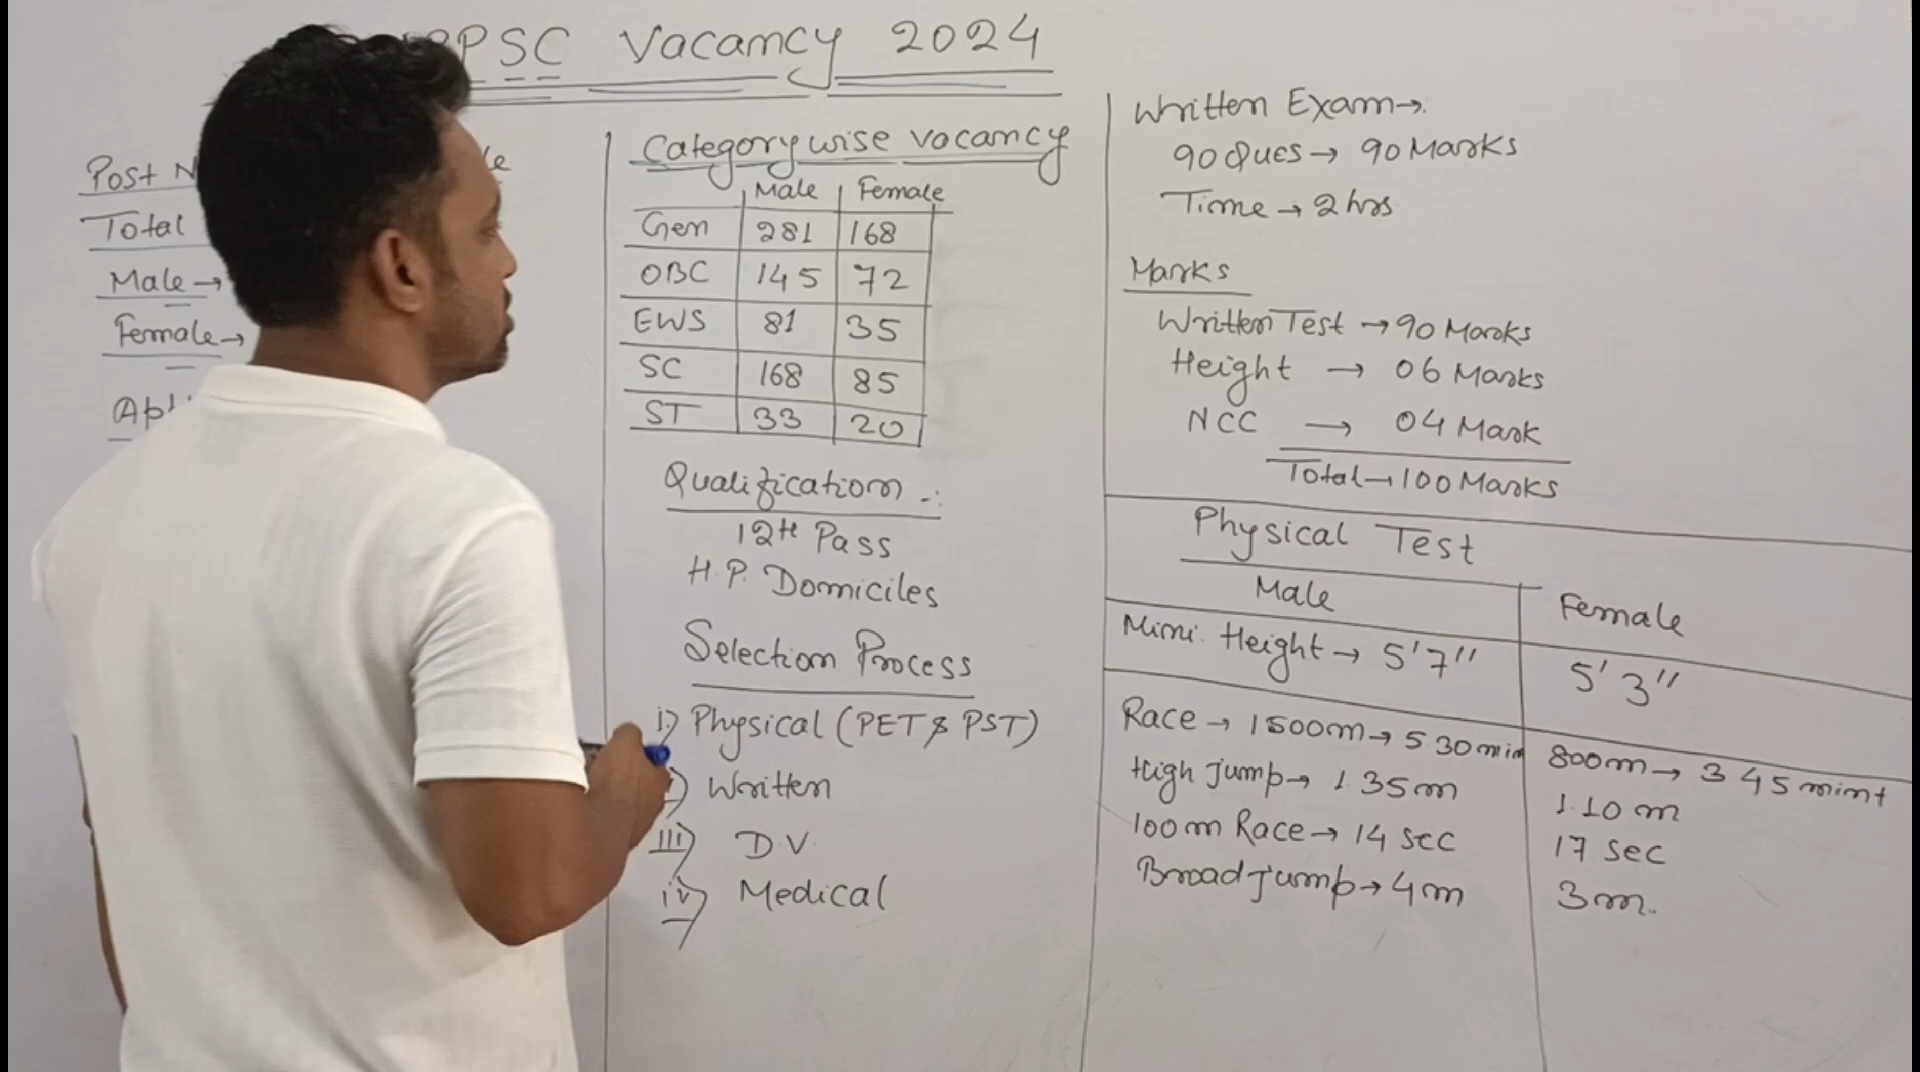 PSC Vacancy 2024
Post N
Total
Male →
Female →
Categorywise vacancy
Male Female
Gen 281 168
OBC 145 72
EWS 81 35
SC 168 85
ST 33 20
Qualification :
12th Pass
H.P. Domiciles
Selection Process
i) Physical (PET & PST)
Written
iii) D.V.
iv) Medical
Written Exam →
90 Ques → 90 Marks
Time → 2 hrs
Marks
Written Test → 90 Marks
Height → 06 Marks
NCC → 04 Mark
Total → 100 Marks
Physical Test
Male Female
Mini. Height → 5'7" 5'3"
Race → 1500m → 5 30 min 800m → 3 45 mint
High Jump → 1.35m 1.10 m
100m Race → 14 sec 17 sec
Broad Jump → 4m 3m.